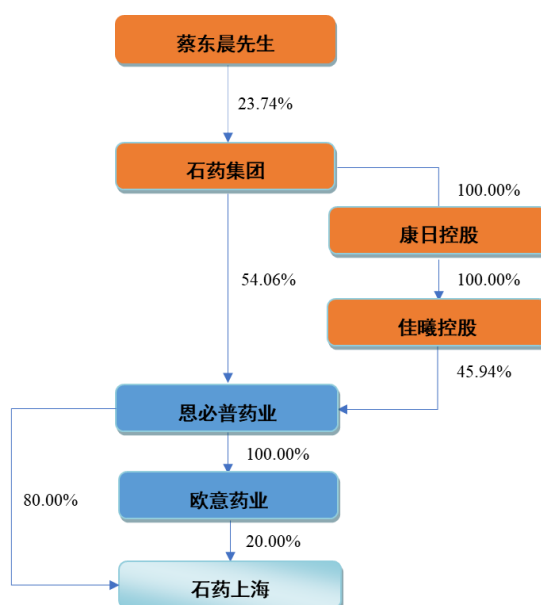 蔡东晨先生
23.74%
石药集团
100.00%
康日控股
54.06%
100.00%
佳曦控股
45.94%
恩必普药业
100.00%
80.00%
欧意药业
20.00%
石药上海